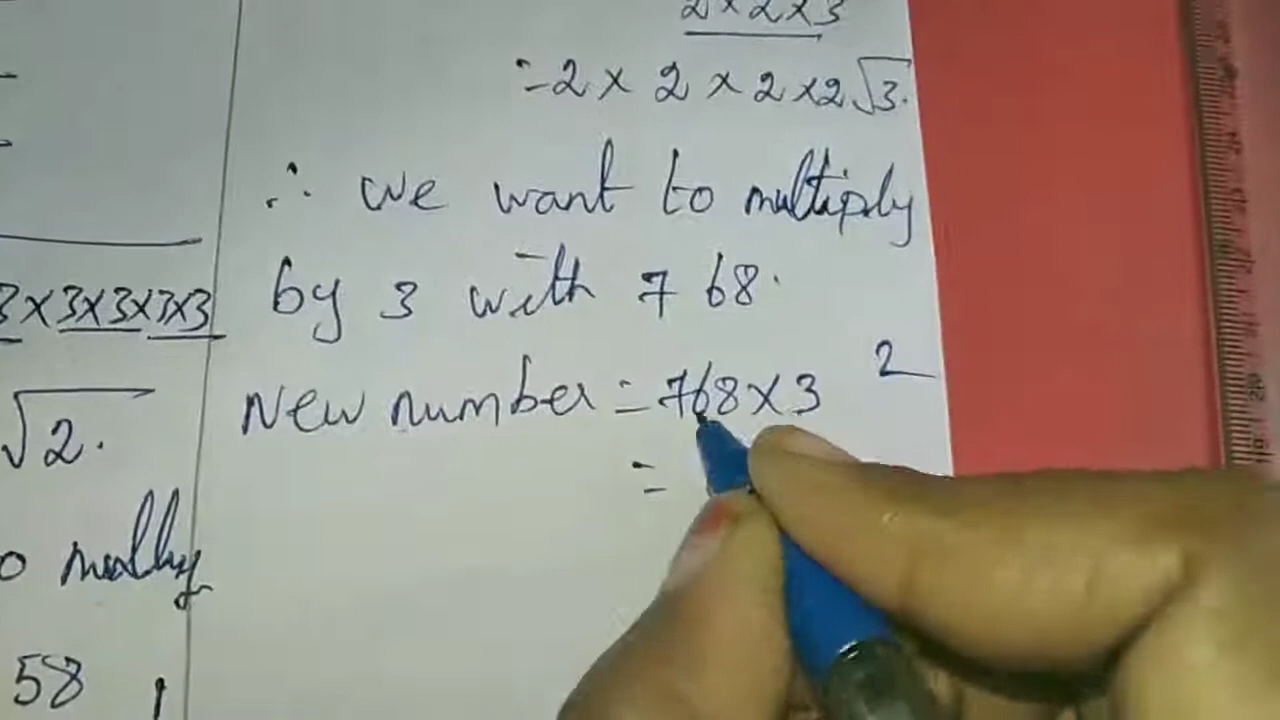 2×2×3
=2 × 2 × 2 ×2√3.
∴ we want to multiply
3×3×3×3×3
by 3 with 768.
2
New number = 768×3
√2.
=
58